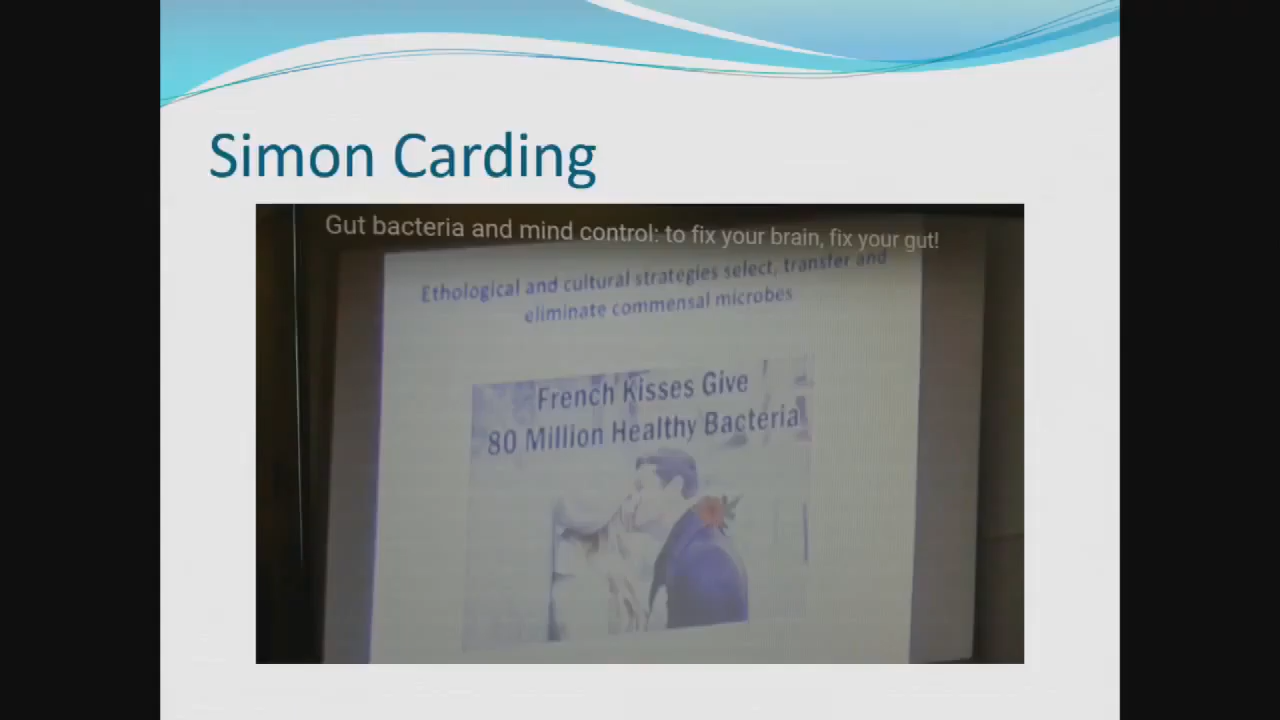 Simon Carding
Gut bacteria and mind control: to fix your brain, fix your gut!
Ethological and cultural strategies select, transfer and
eliminate commensal microbes
French Kisses Give
80 Million Healthy Bacteria